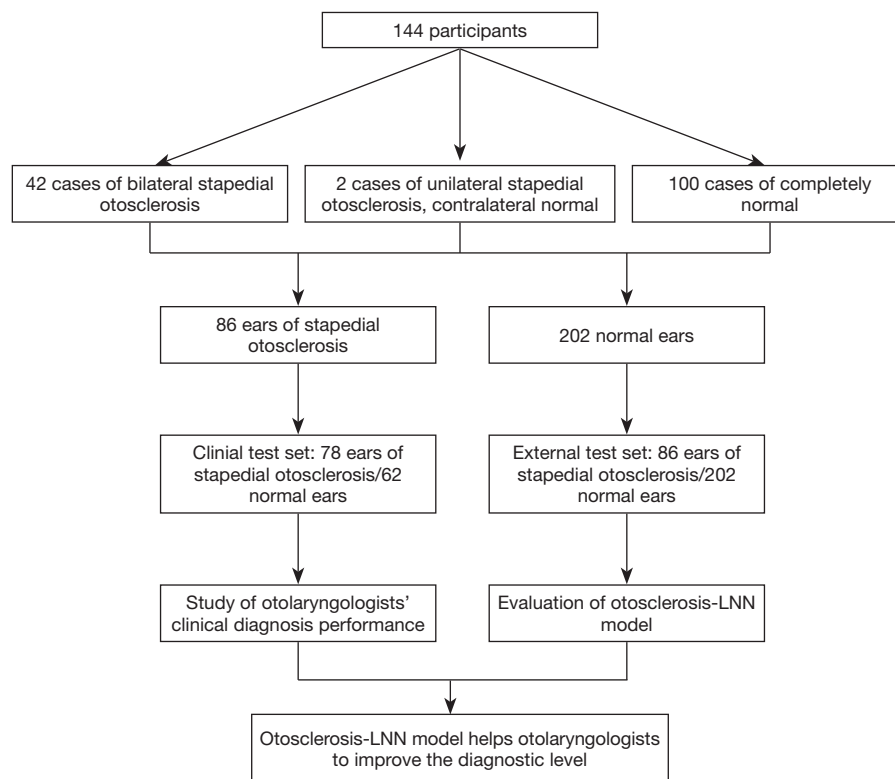 144 participants
42 cases of bilateral stapedial
otosclerosis
2 cases of unilateral stapedial
otosclerosis, contralateral normal
100 cases of completely
normal
86 ears of stapedial
otosclerosis
202 normal ears
Clinial test set: 78 ears of
stapedial otosclerosis/62
normal ears
External test set: 86 ears of
stapedial otosclerosis/202
normal ears
Study of otolaryngologists’
clinical diagnosis performance
Evaluation of otosclerosis-LNN
model
Otosclerosis-LNN model helps otolaryngologists
to improve the diagnostic level